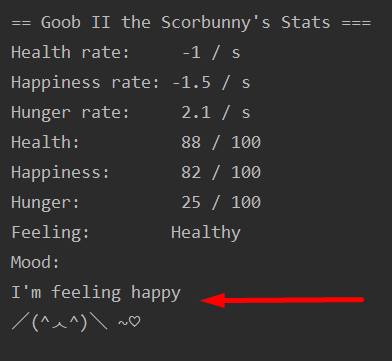 == Goob II the Scorbunny's Stats ===
Health rate: -1 / s
Happiness rate: -1.5 / s
Hunger rate: 2.1 / s
Health: 88 / 100
Happiness: 82 / 100
Hunger: 25 / 100
Feeling: Healthy
Mood:
I'm feeling happy
／(^ㅅ^)＼ ~♡